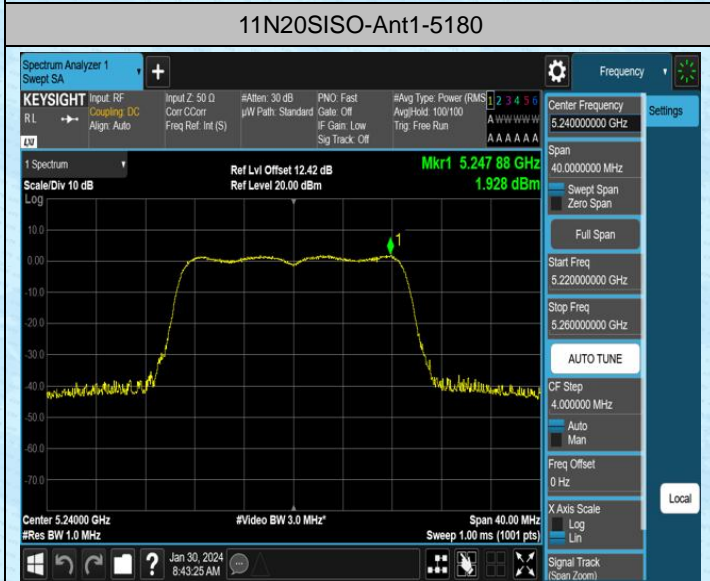 11N20SISO-Ant1-5180
Spectrum Analyzer 1
Swept SA
+
Frequency
KEYSIGHT
RL
Input: RF
Coupling: DC
Align: Auto
Input Z: 50 Ω
Corr CCorr
Freq Ref: Int (S)
#Atten: 30 dB
µW Path: Standard
PNO: Fast
Gate: Off
IF Gain: Low
Sig Track: Off
#Avg Type: Power (RMS
Avg|Hold: 100/100
Trig: Free Run
1 2 3 4 5 6
A W W W W W
A A A A A A
1 Spectrum
Scale/Div 10 dB
Log
Ref Lvl Offset 12.42 dB
Ref Level 20.00 dBm
Mkr1 5.247 88 GHz
1.928 dBm
10.0
0.00
-10.0
-20.0
-30.0
-40.0
-50.0
-60.0
-70.0
1
Center 5.24000 GHz
#Res BW 1.0 MHz
#Video BW 3.0 MHz*
Span 40.00 MHz
Sweep 1.00 ms (1001 pts)
Jan 30, 2024
8:43:25 AM
?
Center Frequency
5.240000000 GHz
Settings
Span
40.0000000 MHz
Swept Span
Zero Span
Full Span
Start Freq
5.220000000 GHz
Stop Freq
5.260000000 GHz
AUTO TUNE
CF Step
4.000000 MHz
Auto
Man
Freq Offset
0 Hz
X Axis Scale
Log
Lin
Local
Signal Track
(Span Zoom)